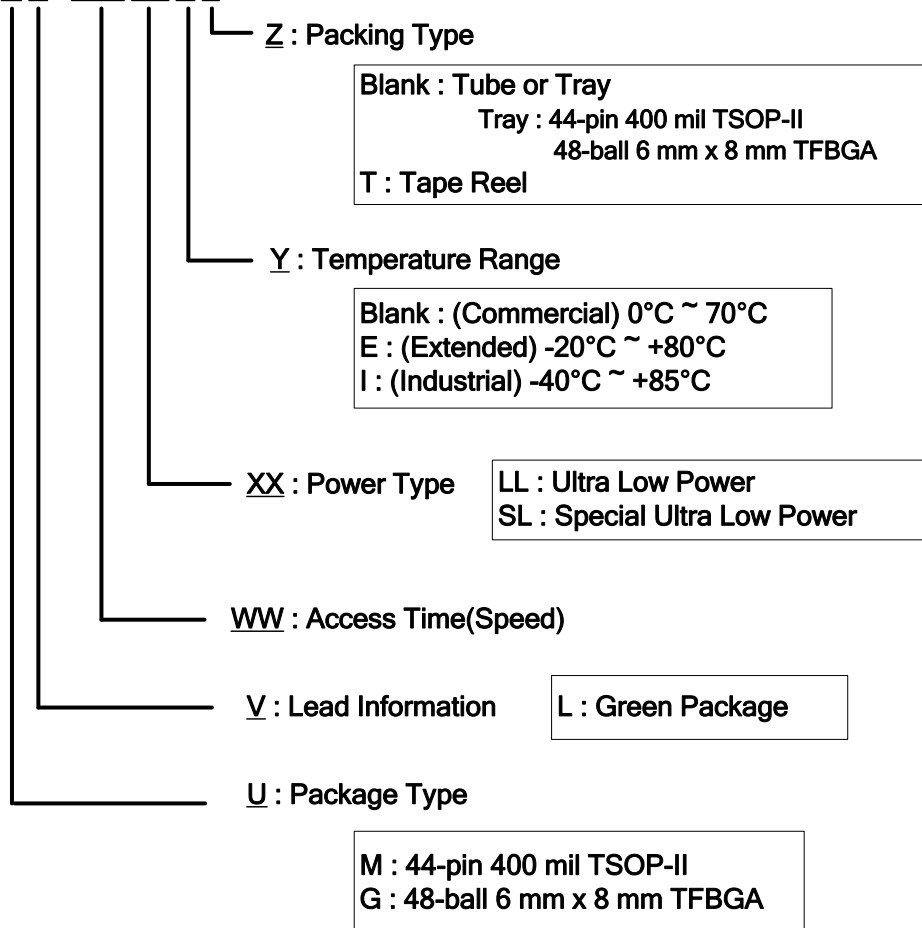 Z : Packing Type
Blank : Tube or Tray
Tray : 44-pin 400 mil TSOP-II
48-ball 6 mm x 8 mm TFBGA
T : Tape Reel
Y : Temperature Range
Blank : (Commercial) 0°C ~ 70°C
E : (Extended) -20°C ~ +80°C
I : (Industrial) -40°C ~ +85°C
XX : Power Type
LL : Ultra Low Power
SL : Special Ultra Low Power
WW : Access Time(Speed)
V : Lead Information
L : Green Package
U : Package Type
M : 44-pin 400 mil TSOP-II
G : 48-ball 6 mm x 8 mm TFBGA